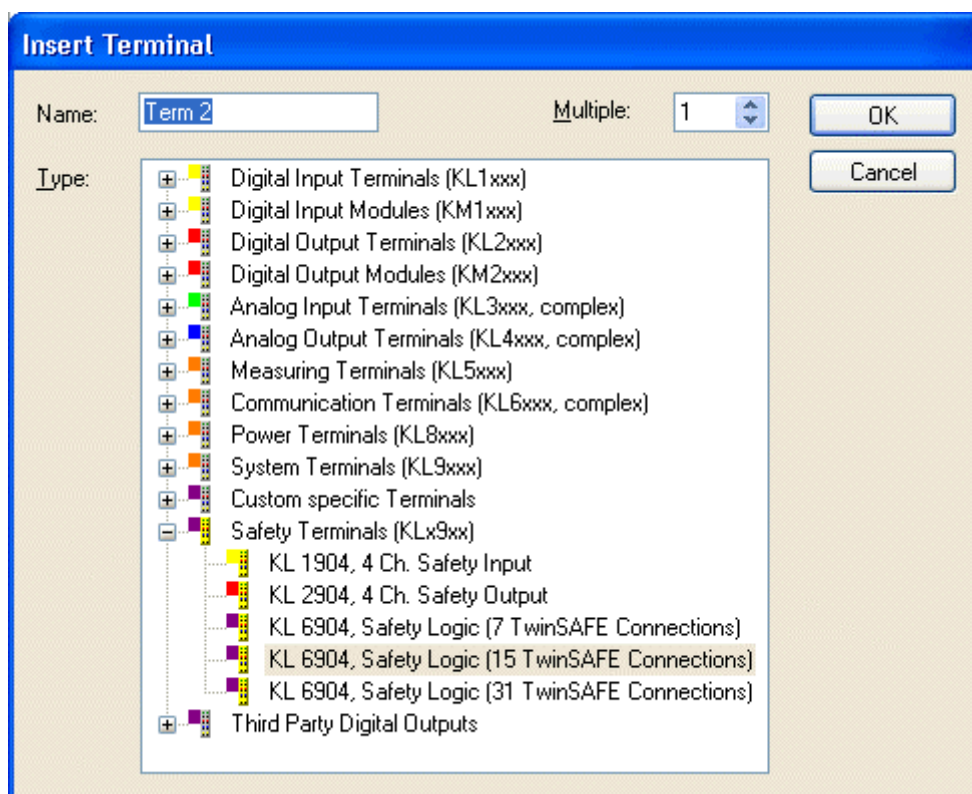 Insert Terminal
Name: Term 2 Multiple: 1 OK
Type: Cancel
Digital Input Terminals (KL1xxx)
Digital Input Modules (KM1xxx)
Digital Output Terminals (KL2xxx)
Digital Output Modules (KM2xxx)
Analog Input Terminals (KL3xxx, complex)
Analog Output Terminals (KL4xxx, complex)
Measuring Terminals (KL5xxx)
Communication Terminals (KL6xxx, complex)
Power Terminals (KL8xxx)
System Terminals (KL9xxx)
Custom specific Terminals
Safety Terminals (KLx9xx)
KL 1904, 4 Ch. Safety Input
KL 2904, 4 Ch. Safety Output
KL 6904, Safety Logic (7 TwinSAFE Connections)
KL 6904, Safety Logic (15 TwinSAFE Connections)
KL 6904, Safety Logic (31 TwinSAFE Connections)
Third Party Digital Outputs